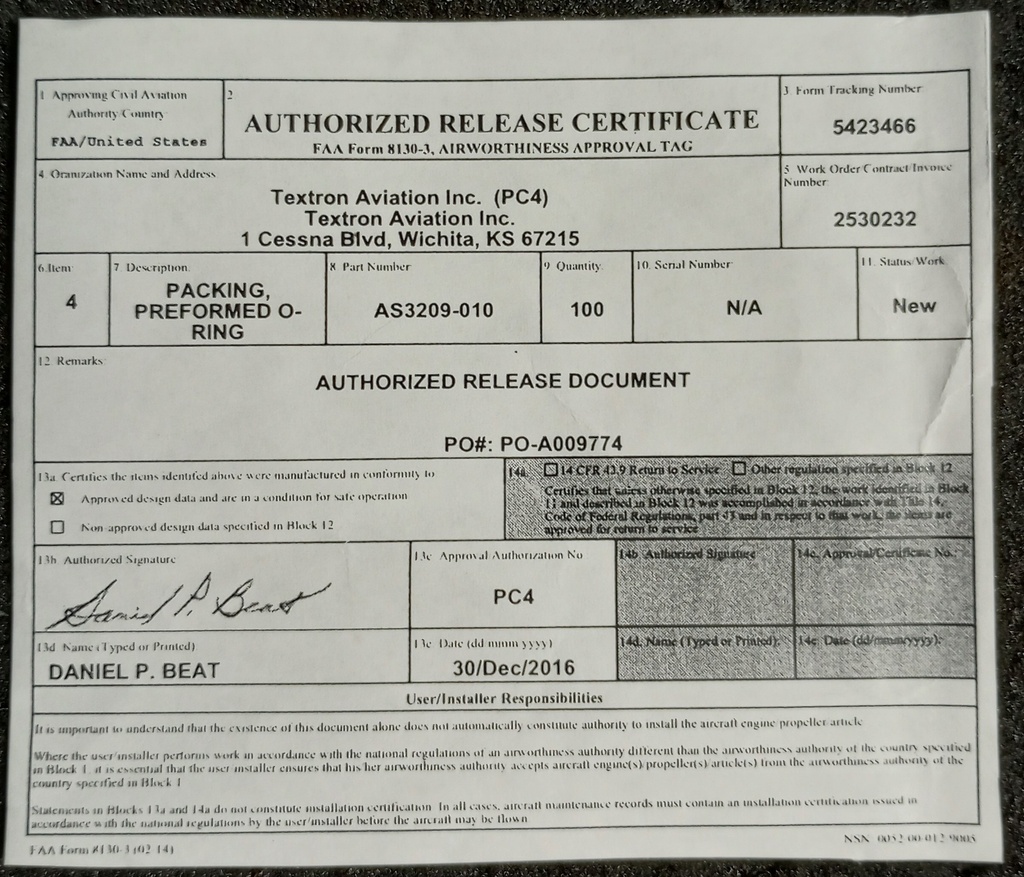 1 Approving Civil Aviation
Authority/Country
FAA/United States
2
AUTHORIZED RELEASE CERTIFICATE
FAA Form 8130-3, AIRWORTHINESS APPROVAL TAG
3 Form Tracking Number
5423466
4 Oranization Name and Address
Textron Aviation Inc. (PC4)
Textron Aviation Inc.
1 Cessna Blvd, Wichita, KS 67215
5 Work Order Contract/Invoice
Number
2530232
6.Item
4
7 Description
PACKING,
PREFORMED O-
RING
8 Part Number
AS3209-010
9 Quantity
100
10. Serial Number
N/A
11. Status/Work
New
12 Remarks
AUTHORIZED RELEASE DOCUMENT
PO#: PO-A009774
13a Certifies the items identifed above were manufactured in conformity to
Approved design data and are in a condition for safe operation
Non approved design data specified in Block 12
14a. 14 CFR 43.9 Return to Service Other regulation specified in Block 12
Certifies that unless otherwise specified in Block 12, the work identified in Block
11 and described in Block 12 was accomplished in accordance with Title 14,
Code of Federal Regulations, part 43 and in respect to that work, the items are
approved for return to service
13b Authorized Signature
Daniel P. Beat
13c Approval Authorization No
PC4
14b Authorized Signature
14c. Approval/Certificate No.
13d Name (Typed or Printed)
DANIEL P. BEAT
13e Date (dd mmm yyyy)
30/Dec/2016
14d. Name (Typed or Printed):
14e Date (dd/mmm/yyyy):
User/Installer Responsibilities
It is important to understand that the existence of this document alone does not automatically constitute authority to install the aircraft engine propeller article
Where the user/installer performs work in accordance with the national regulations of an airworthiness authority different than the airworthiness authority of the country specified
in Block 1, it is essential that the user installer ensures that his/her airworthiness authority accepts aircraft engine(s)/propeller(s)/article(s) from the airworthiness authority of the
country specified in Block 1
Statements in Blocks 13a and 14a do not constitute installation certification. In all cases, aircraft maintenance records must contain an installation certification issued in
accordance with the national regulations by the user/installer before the aircraft may be flown
FAA Form 8130-3 (02 14)
NSN 0052 00 012 9005